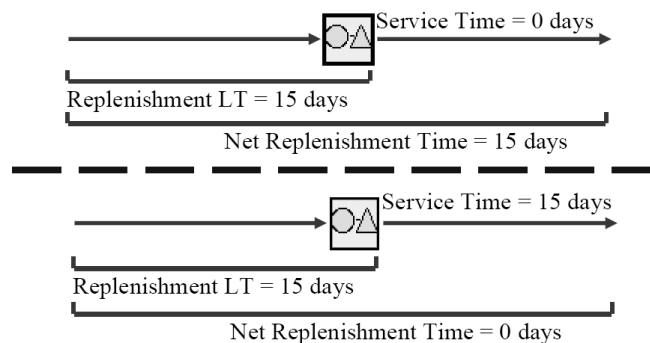 Service Time = 0 days
Replenishment LT = 15 days
Net Replenishment Time = 15 days
Service Time = 15 days
Replenishment LT = 15 days
Net Replenishment Time = 0 days